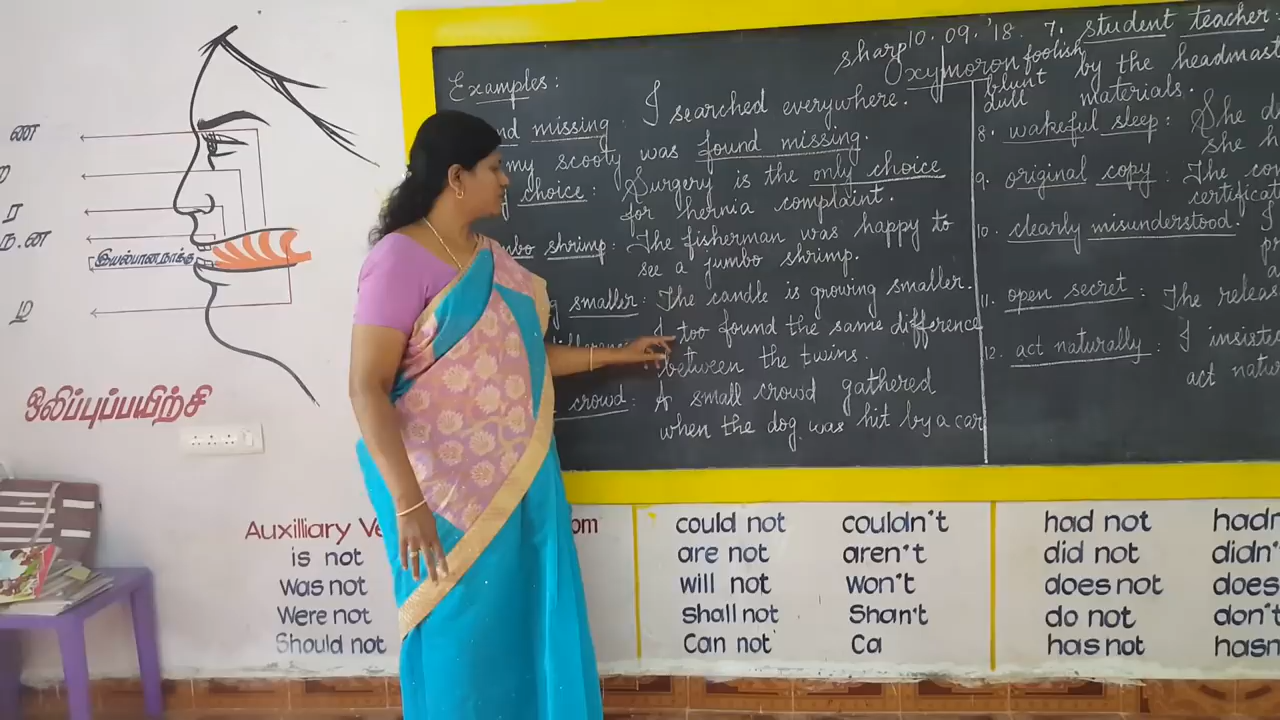 ண
ற
ர
ந.ன
இயல்பான நாக்கு
ழ
ஒலிப்புப்பயிற்சி
10.09.'18.
sharp
Oxymoron
foolish
blunt
dull
Examples:
missing: I searched everywhere.
my scooty was found missing.
choice: Surgery is the only choice
for hernia complaint.
shrimp: The fisherman was happy to
see a jumbo shrimp.
smaller: The candle is growing smaller.
I too found the same difference
between the twins.
crowd: A small crowd gathered
when the dog was hit by a car
7. student teacher:
by the
materials.
8. wakeful sleep: She
she
9. original copy: The
10. clearly misunderstood.
11. open secret: The
12. act naturally: I
act
Auxilliary
is not
was not
Were not
Should not
could not couldn't
are not aren't
will not won't
shall not Shan't
Can not Ca
had not
did not
does not
do not
has not